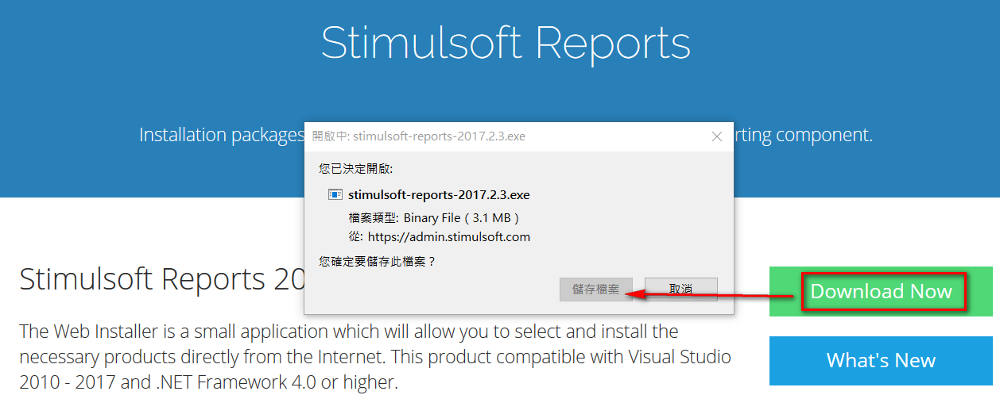 Stimulsoft Reports
Installation packages
rting component.
開啟中: stimulsoft-reports-2017.2.3.exe
您已決定開啟:
stimulsoft-reports-2017.2.3.exe
檔案類型: Binary File ( 3.1 MB )
從: https://admin.stimulsoft.com
您確定要儲存此檔案？
儲存檔案
取消
Stimulsoft Reports 20
Download Now
The Web Installer is a small application which will allow you to select and install the
necessary products directly from the Internet. This product compatible with Visual Studio
2010 - 2017 and .NET Framework 4.0 or higher.
What's New